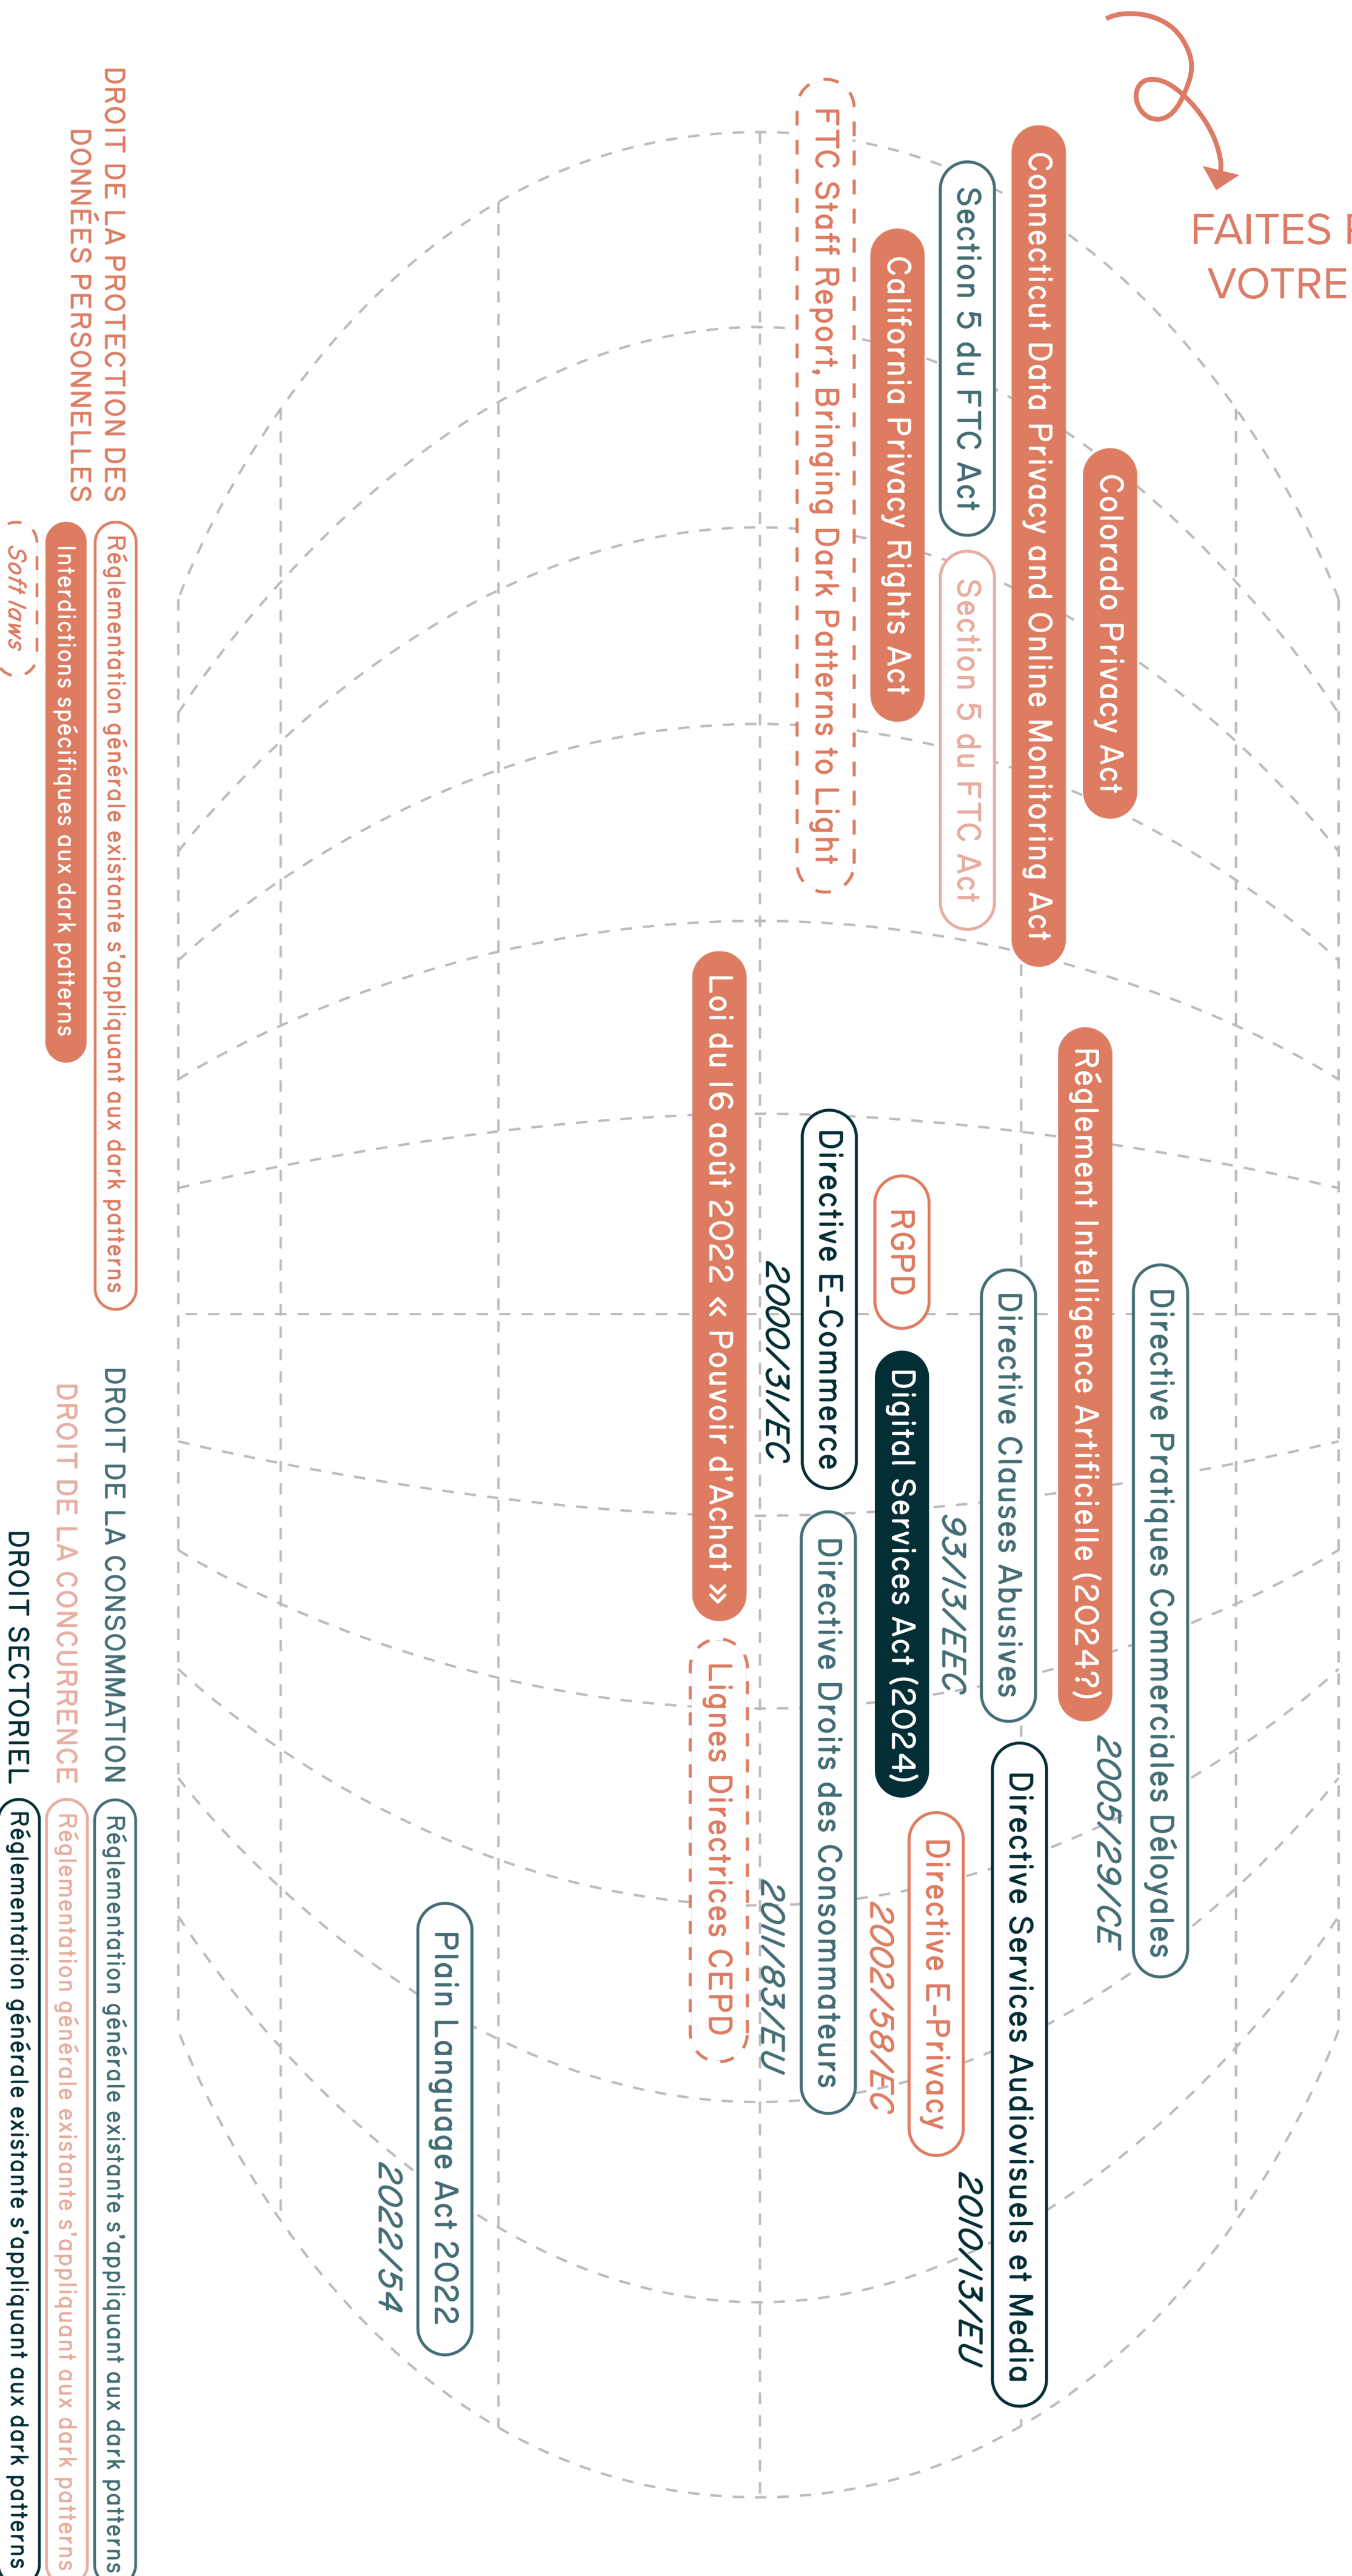 FAITES
VOTRE
Directive Pratiques Commerciales Déloyales
2005/29/CE
Colorado Privacy Act
Réglement Intelligence Artificielle (2024?)
Connecticut Data Privacy and Online Monitoring Act
Directive Services Audiovisuels et Media
2010/13/EU
Directive Clauses Abusives
93/13/EEC
Section 5 du FTC Act
Section 5 du FTC Act
Directive E-Privacy
2002/58/EC
California Privacy Rights Act
RGPD
Digital Services Act (2024)
FTC Staff Report, Bringing Dark Patterns to Light
Directive E-Commerce
2000/31/EC
Directive Droits des Consommateurs
2011/83/EU
Loi du 16 août 2022 « Pouvoir d'Achat »
Lignes Directrices CEPD
Plain Language Act 2022
2022/54
DROIT DE LA PROTECTION DES
DONNÉES PERSONNELLES
Réglementation générale existante s'appliquant aux dark patterns
Interdictions spécifiques aux dark patterns
Soft laws
DROIT DE LA CONSOMMATION
Réglementation générale existante s'appliquant aux dark patterns
DROIT DE LA CONCURRENCE
Réglementation générale existante s'appliquant aux dark patterns
DROIT SECTORIEL
Réglementation générale existante s'appliquant aux dark patterns